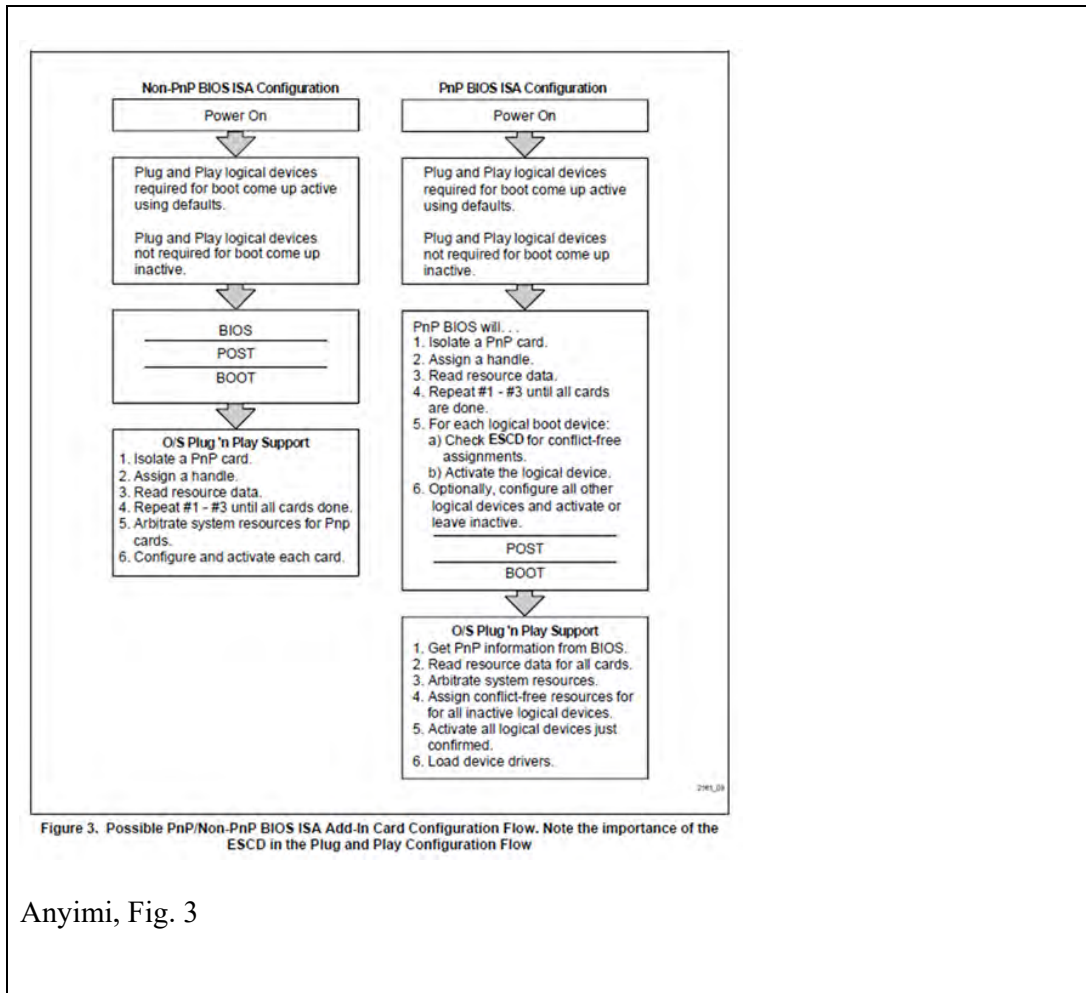 Non-PnP BIOS ISA Configuration
Power On
Plug and Play logical devices
required for boot come up active
using defaults.
Plug and Play logical devices
not required for boot come up
inactive.
BIOS
POST
BOOT
O/S Plug 'n Play Support
1. Isolate a PnP card.
2. Assign a handle.
3. Read resource data.
4. Repeat #1 - #3 until all cards done.
5. Arbitrate system resources for Pnp
cards.
6. Configure and activate each card.
PnP BIOS ISA Configuration
Power On
Plug and Play logical devices
required for boot come up active
using defaults.
Plug and Play logical devices
not required for boot come up
inactive.
PnP BIOS will. . .
1. Isolate a PnP card.
2. Assign a handle.
3. Read resource data.
4. Repeat #1 - #3 until all cards
are done.
5. For each logical boot device:
a) Check ESCD for conflict-free
assignments.
b) Activate the logical device.
6. Optionally, configure all other
logical devices and activate or
leave inactive.
POST
BOOT
O/S Plug 'n Play Support
1. Get PnP information from BIOS.
2. Read resource data for all cards.
3. Arbitrate system resources.
4. Assign conflict-free resources for
for all inactive logical devices.
5. Activate all logical devices just
confirmed.
6. Load device drivers.
Figure 3. Possible PnP/Non-PnP BIOS ISA Add-In Card Configuration Flow. Note the importance of the
ESCD in the Plug and Play Configuration Flow
Anyimi, Fig. 3